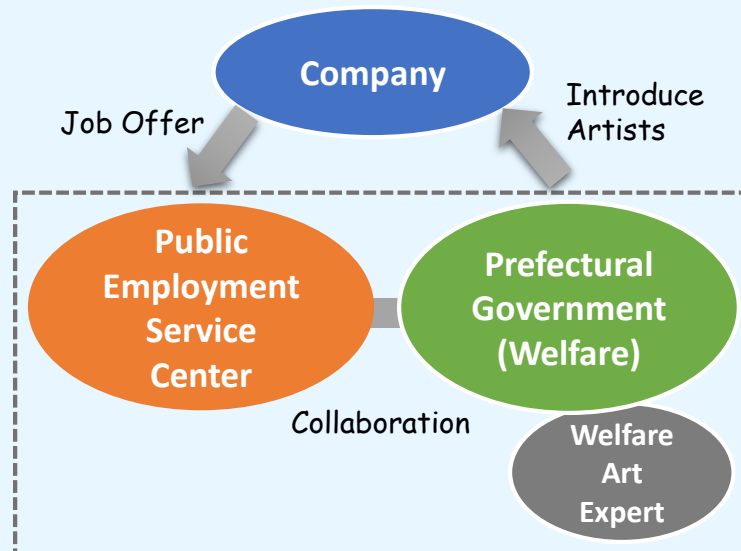 Company
Job Offer
Introduce
Artists
Public
Employment
Service
Center
Prefectural
Government
(Welfare)
Collaboration
Welfare
Art
Expert